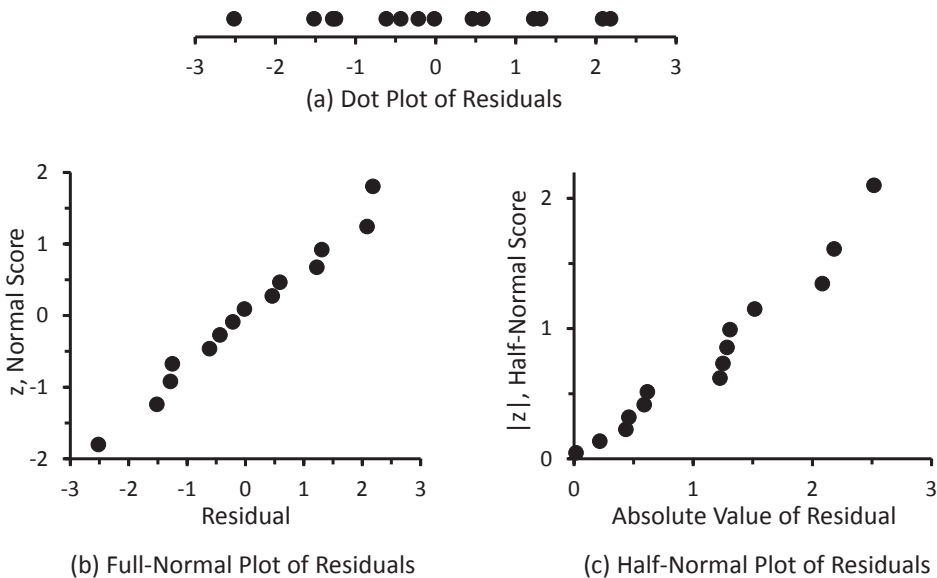 -3 -2 -1 0 1 2 3
(a) Dot Plot of Residuals
z, Normal Score
2
1
0
-1
-2
-3 -2 -1 0 1 2 3
Residual
(b) Full-Normal Plot of Residuals
|z|, Half-Normal Score
2
1
0
0 1 2 3
Absolute Value of Residual
(c) Half-Normal Plot of Residuals